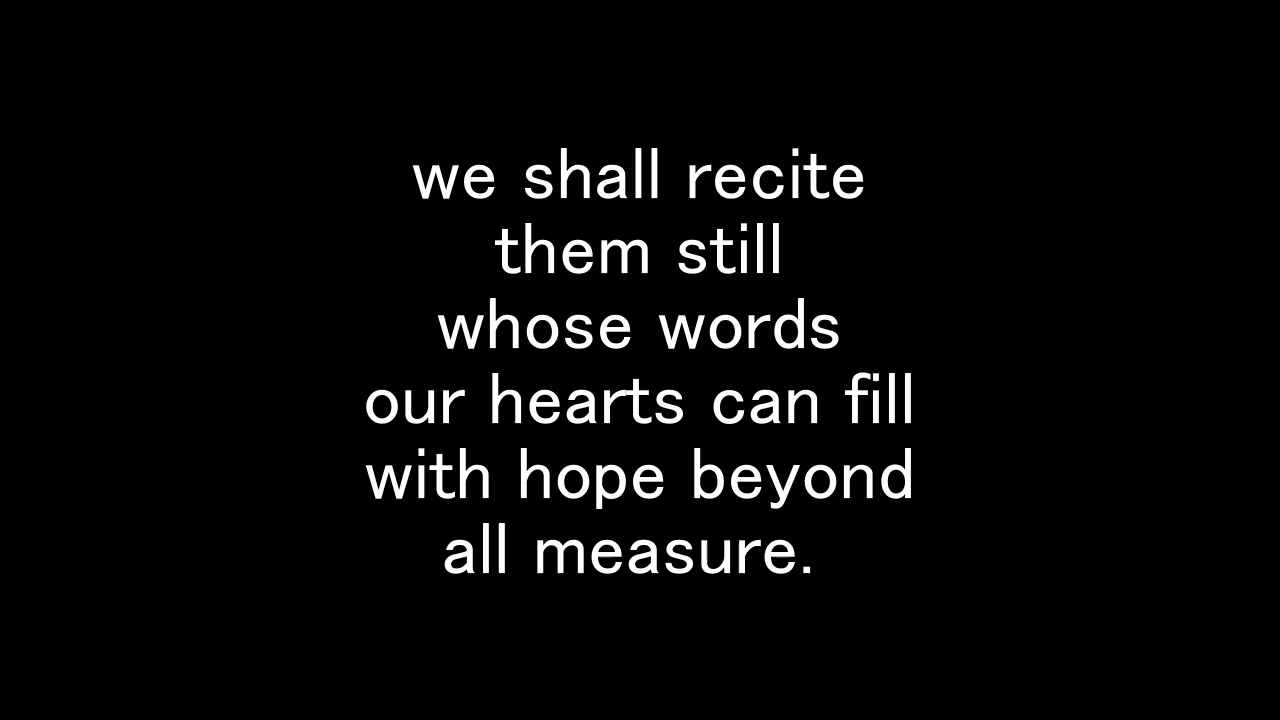 we shall recite
them still
whose words
our hearts can fill
with hope beyond
all measure.